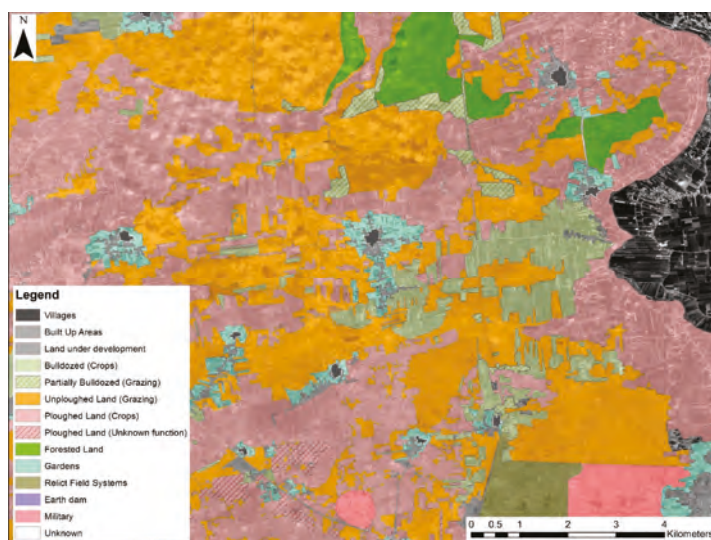 N
Legend
Villages
Built Up Areas
Land under development
Bulldozed (Crops)
Partially Bulldozed (Grazing)
Unploughed Land (Grazing)
Ploughed Land (Crops)
Ploughed Land (Unknown function)
Forested Land
Gardens
Relict Field Systems
Earth dam
Military
Unknown
0 0.5 1 2 3 4
Kilometers